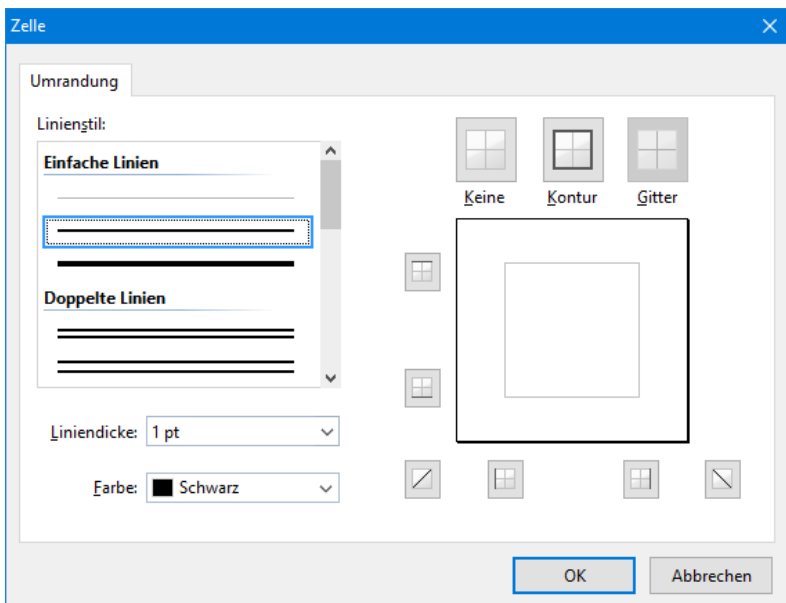 Zelle
Umrandung
Linienstil:
Einfache Linien
Doppelte Linien
Liniendicke: 1 pt
Farbe: Schwarz
Keine Kontur Gitter
OK Abbrechen